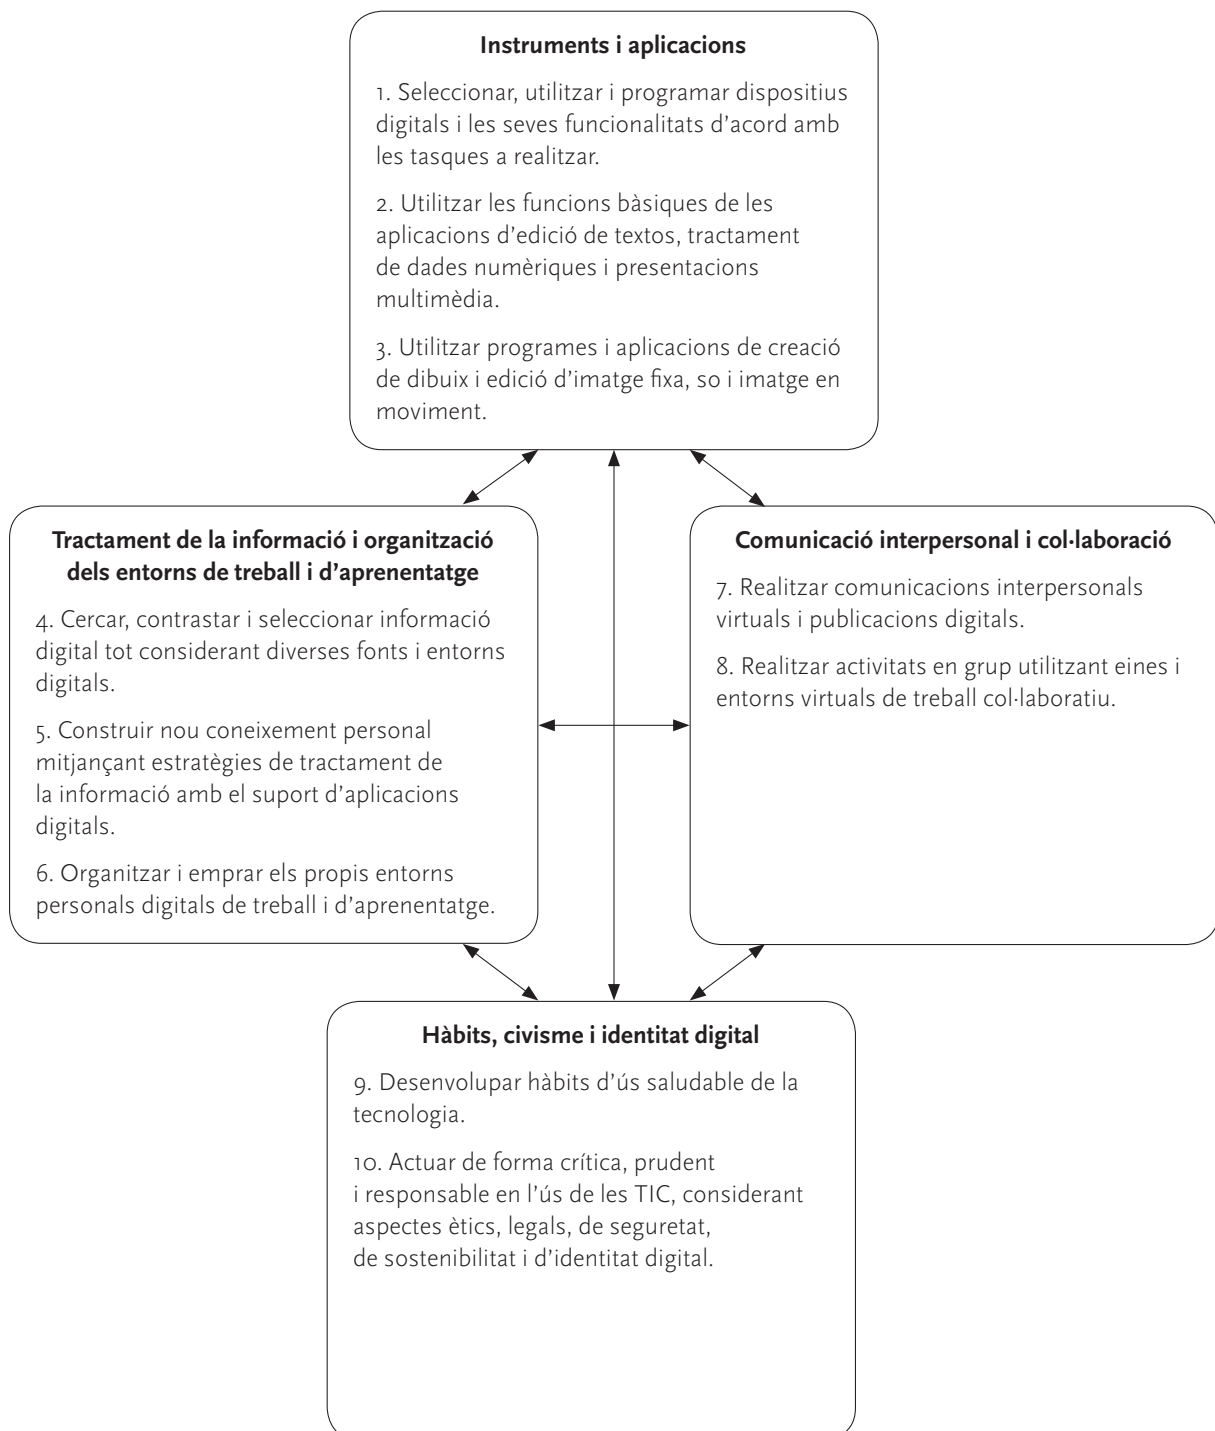 Instruments i aplicacions
1. Seleccionar, utilitzar i programar dispositius
digitals i les seves funcionalitats d’acord amb
les tasques a realitzar.
2. Utilitzar les funcions bàsiques de les
aplicacions d’edició de textos, tractament
de dades numèriques i presentacions
multimèdia.
3. Utilitzar programes i aplicacions de creació
de dibuix i edició d’imatge fixa, so i imatge en
moviment.
Tractament de la informació i organització
dels entorns de treball i d’aprenentatge
4. Cercar, contrastar i seleccionar informació
digital tot considerant diverses fonts i entorns
digitals.
5. Construir nou coneixement personal
mitjançant estratègies de tractament de
la informació amb el suport d’aplicacions
digitals.
6. Organitzar i emprar els propis entorns
personals digitals de treball i d’aprenentatge.
Comunicació interpersonal i col·laboració
7. Realitzar comunicacions interpersonals
virtuals i publicacions digitals.
8. Realitzar activitats en grup utilitzant eines i
entorns virtuals de treball col·laboratiu.
Hàbits, civisme i identitat digital
9. Desenvolupar hàbits d’ús saludable de la
tecnologia.
10. Actuar de forma crítica, prudent
i responsable en l’ús de les TIC, considerant
aspectes ètics, legals, de seguretat,
de sostenibilitat i d’identitat digital.